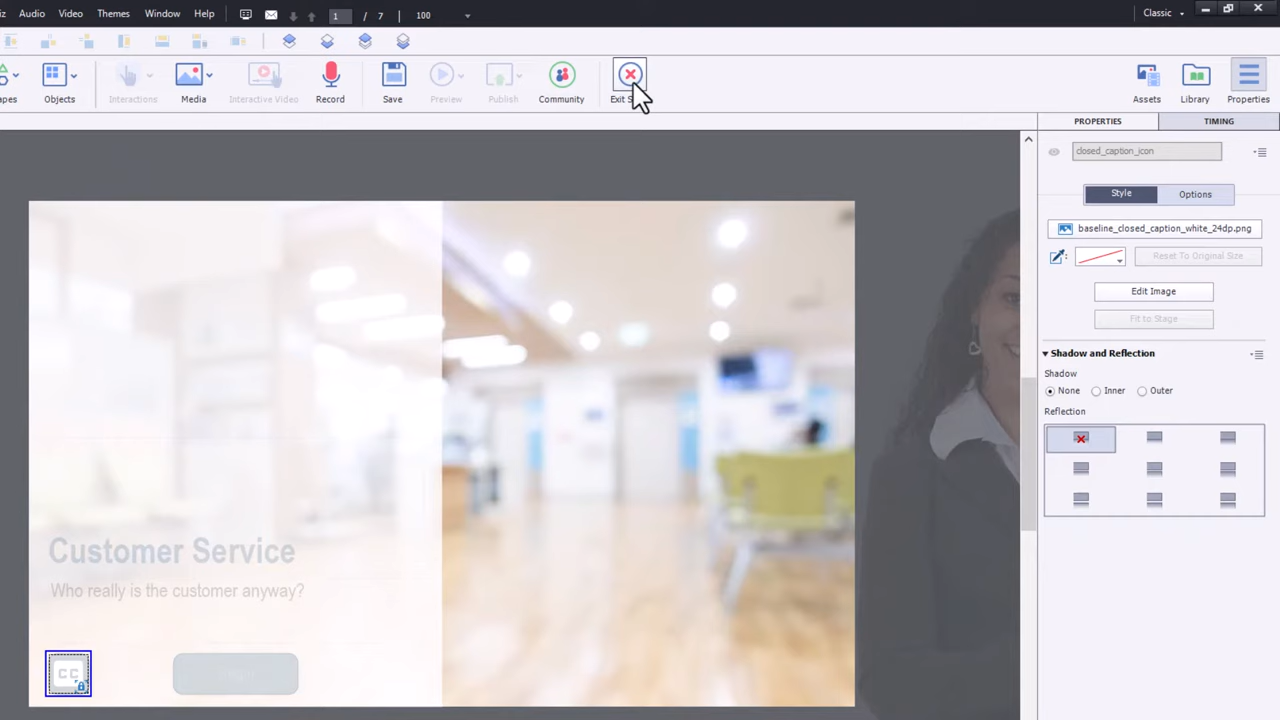 iz Audio Video Themes Window Help 1 / 7 100 Classic
apes Objects Interactions Media Interactive Video Record Save Preview Publish Community Exit Assets Library Properties
PROPERTIES TIMING
closed_caption_icon
Style Options
baseline_closed_caption_white_24dp.png
Reset To Original Size
Edit Image
Fit to Stage
Shadow and Reflection
Shadow
None Inner Outer
Reflection
Customer Service
Who really is the customer anyway?
CC